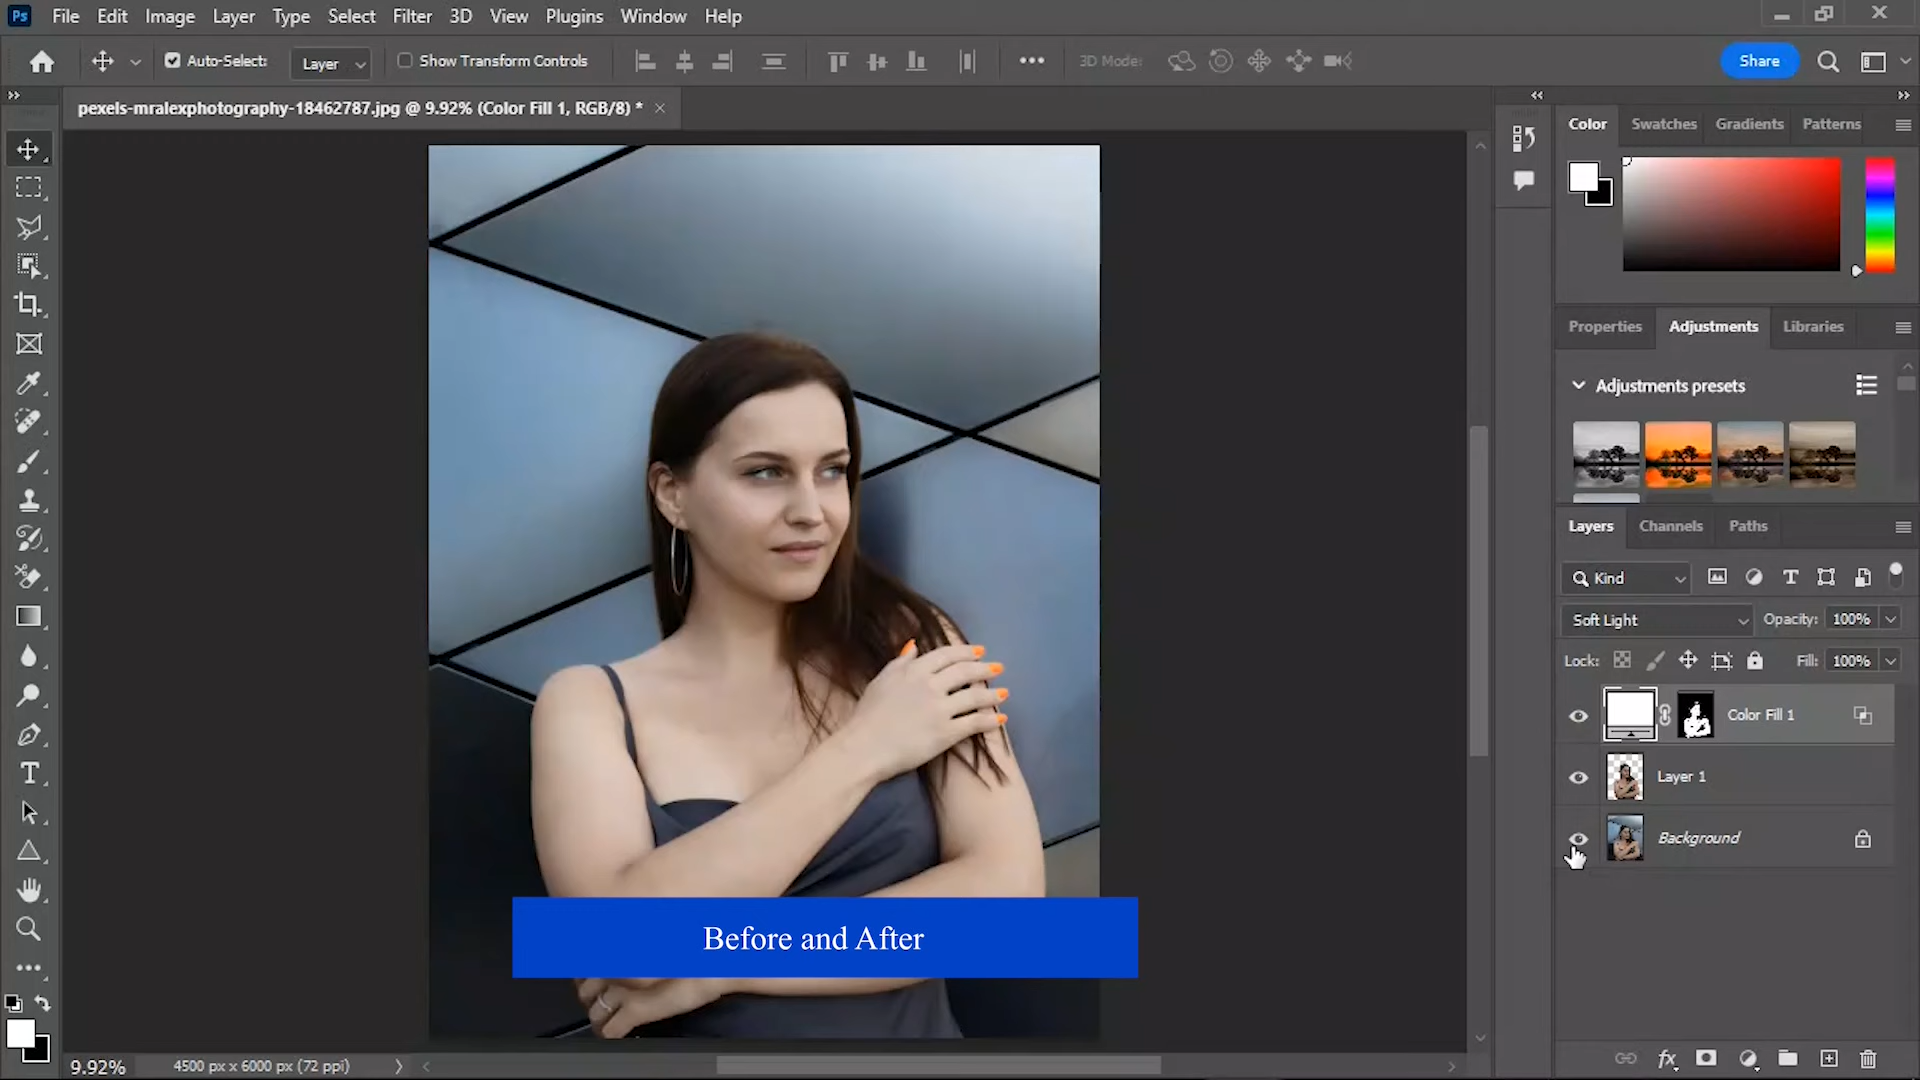 Ps File Edit Image Layer Type Select Filter 3D View Plugins Window Help
Auto-Select: Layer Show Transform Controls 3D Mode: Share
pexels-mralexphotography-18462787.jpg @ 9.92% (Color Fill 1, RGB/8) *
Color Swatches Gradients Patterns
Properties Adjustments Libraries
Adjustments presets
Layers Channels Paths
Kind
Soft Light Opacity: 100%
Lock: Fill: 100%
Color Fill 1
Layer 1
Background
Before and After
9.92% 4500 px x 6000 px (72 ppi)